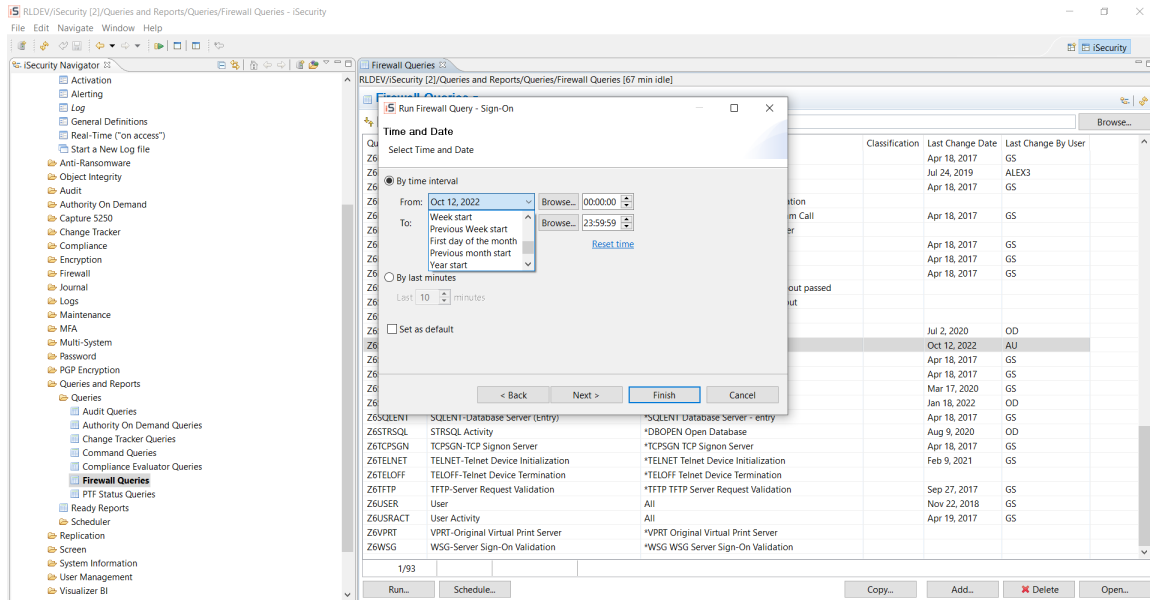 RLDEV/iSecurity [2]/Queries and Reports/Queries/Firewall Queries - iSecurity
File Edit Navigate Window Help
iSecurity
iSecurity Navigator
Activation
Alerting
Log
General Definitions
Real-Time ("on access")
Start a New Log file
Anti-Ransomware
Object Integrity
Audit
Authority On Demand
Capture 5250
Change Tracker
Compliance
Encryption
Firewall
Journal
Logs
Maintenance
MFA
Multi-System
Password
PGP Encryption
Queries and Reports
Queries
Audit Queries
Authority On Demand Queries
Change Tracker Queries
Command Queries
Compliance Evaluator Queries
Firewall Queries
PTF Status Queries
Ready Reports
Scheduler
Replication
Screen
System Information
User Management
Visualizer BI
Firewall Queries
RLDEV/iSecurity [2]/Queries and Reports/Queries/Firewall Queries [67 min idle]
Browse...
Classification Last Change Date Last Change By User
Apr 18, 2017 GS
Jul 24, 2019 ALEX3
Apr 18, 2017 GS
Apr 18, 2017 GS
Apr 18, 2017 GS
Apr 18, 2017 GS
Apr 18, 2017 GS
out passed
Jul 2, 2020 OD
Oct 12, 2022 AU
Apr 18, 2017 GS
Apr 18, 2017 GS
Mar 17, 2020 GS
Jan 18, 2022 OD
Z6SQLENT SQLENT-Database Server (Entry) *SQLENT Database Server - entry Apr 18, 2017 GS
Z6STRSQL STRSQL Activity *DBOPEN Open Database Aug 9, 2020 OD
Z6TCPSGN TCPSGN-TCP Signon Server *TCPSGN TCP Signon Server Apr 18, 2017 GS
Z6TELNET TELNET-Telnet Device Initialization *TELNET Telnet Device Initialization Feb 9, 2021 GS
Z6TELOFF TELOFF-Telnet Device Termination *TELOFF Telnet Device Termination
Z6TFTP TFTP-Server Request Validation *TFTP TFTP Server Request Validation Sep 27, 2017 GS
Z6USER User All Nov 22, 2018 GS
Z6USRACT User Activity All Apr 19, 2017 GS
Z6VPRT VPRT-Original Virtual Print Server *VPRT Original Virtual Print Server
Z6WSG WSG-Server Sign-On Validation *WSG WSG Server Sign-On Validation
1/93
Run... Schedule... Copy... Add... Delete Open...
Run Firewall Query - Sign-On
Time and Date
Select Time and Date
By time interval
From: Oct 12, 2022 Browse... 00:00:00
Week start
Previous Week start
First day of the month
Previous month start
Year start
To: Browse... 23:59:59
Reset time
By last minutes
Last 10 minutes
Set as default
< Back Next > Finish Cancel